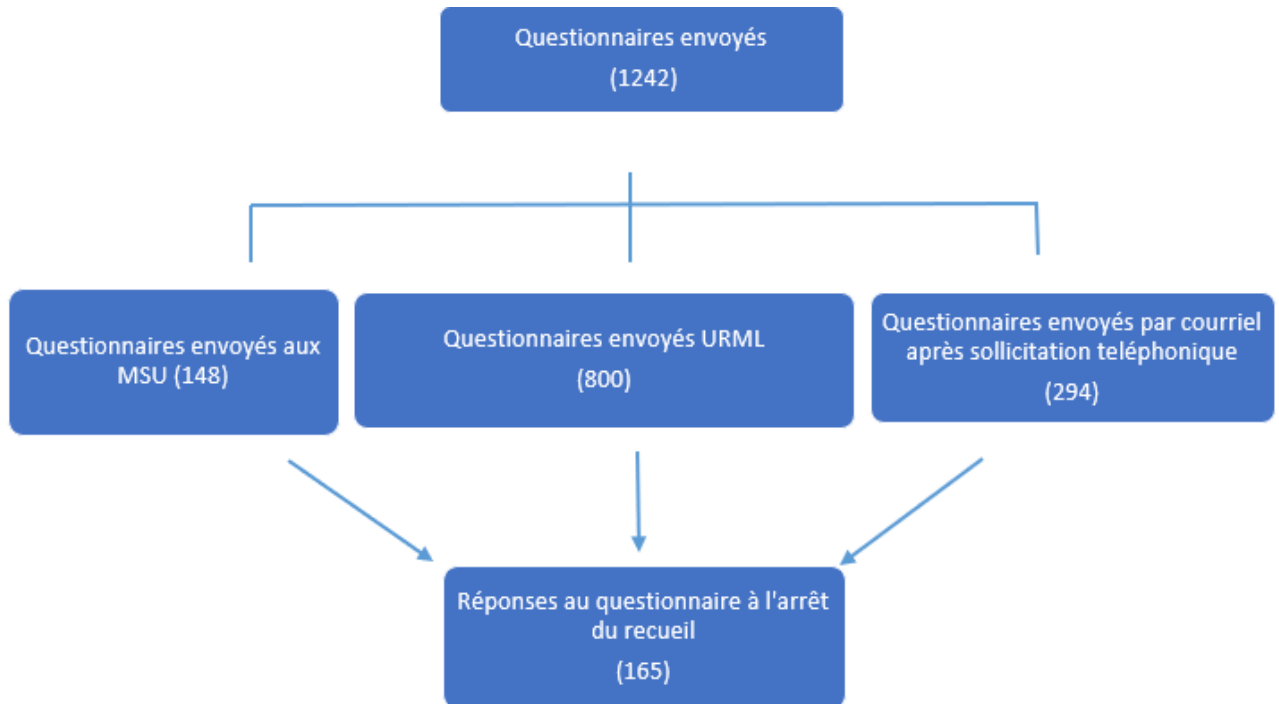 Questionnaires envoyés
(1242)
Questionnaires envoyés aux
MSU (148)
Questionnaires envoyés URML
(800)
Questionnaires envoyés par courriel
après sollicitation teléphonique
(294)
Réponses au questionnaire à l'arrêt
du recueil
(165)